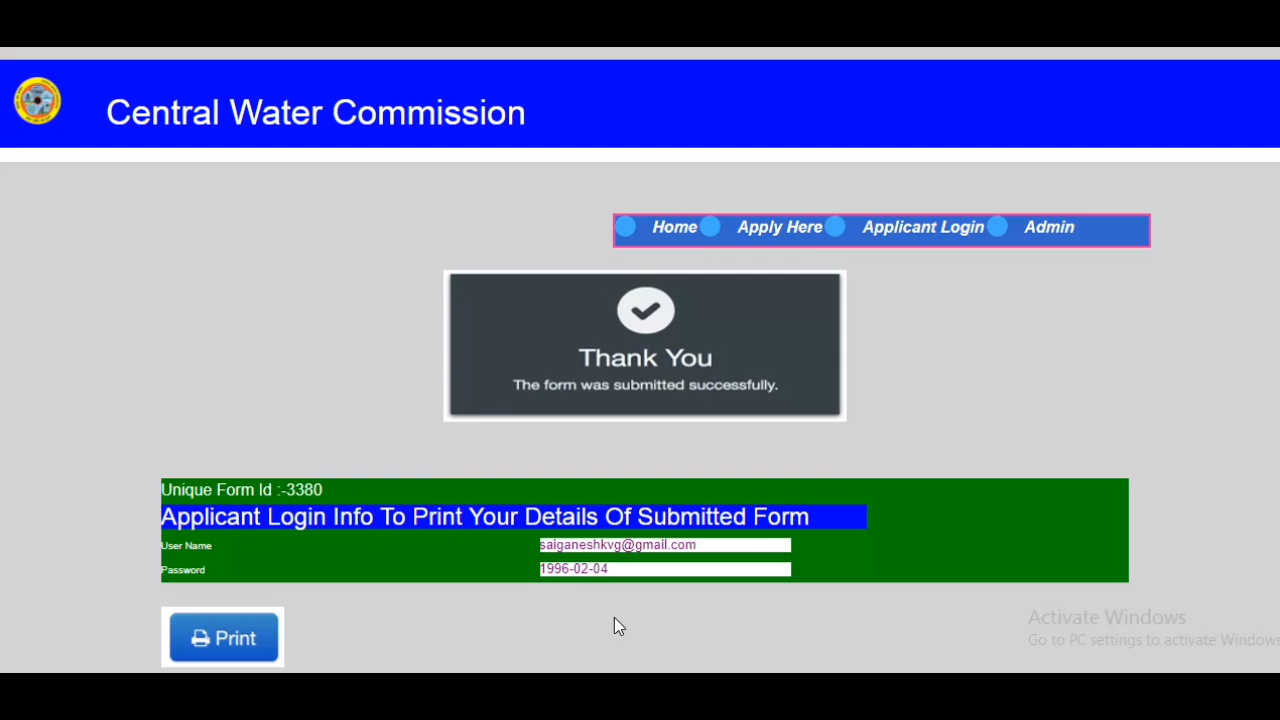 Central Water Commission
Home Apply Here Applicant Login Admin
Thank You
The form was submitted successfully.
Unique Form Id :-3380
Applicant Login Info To Print Your Details Of Submitted Form
User Name saiganeshkvg@gmail.com
Password 1996-02-04
Print
Activate Windows
Go to PC settings to activate Windows